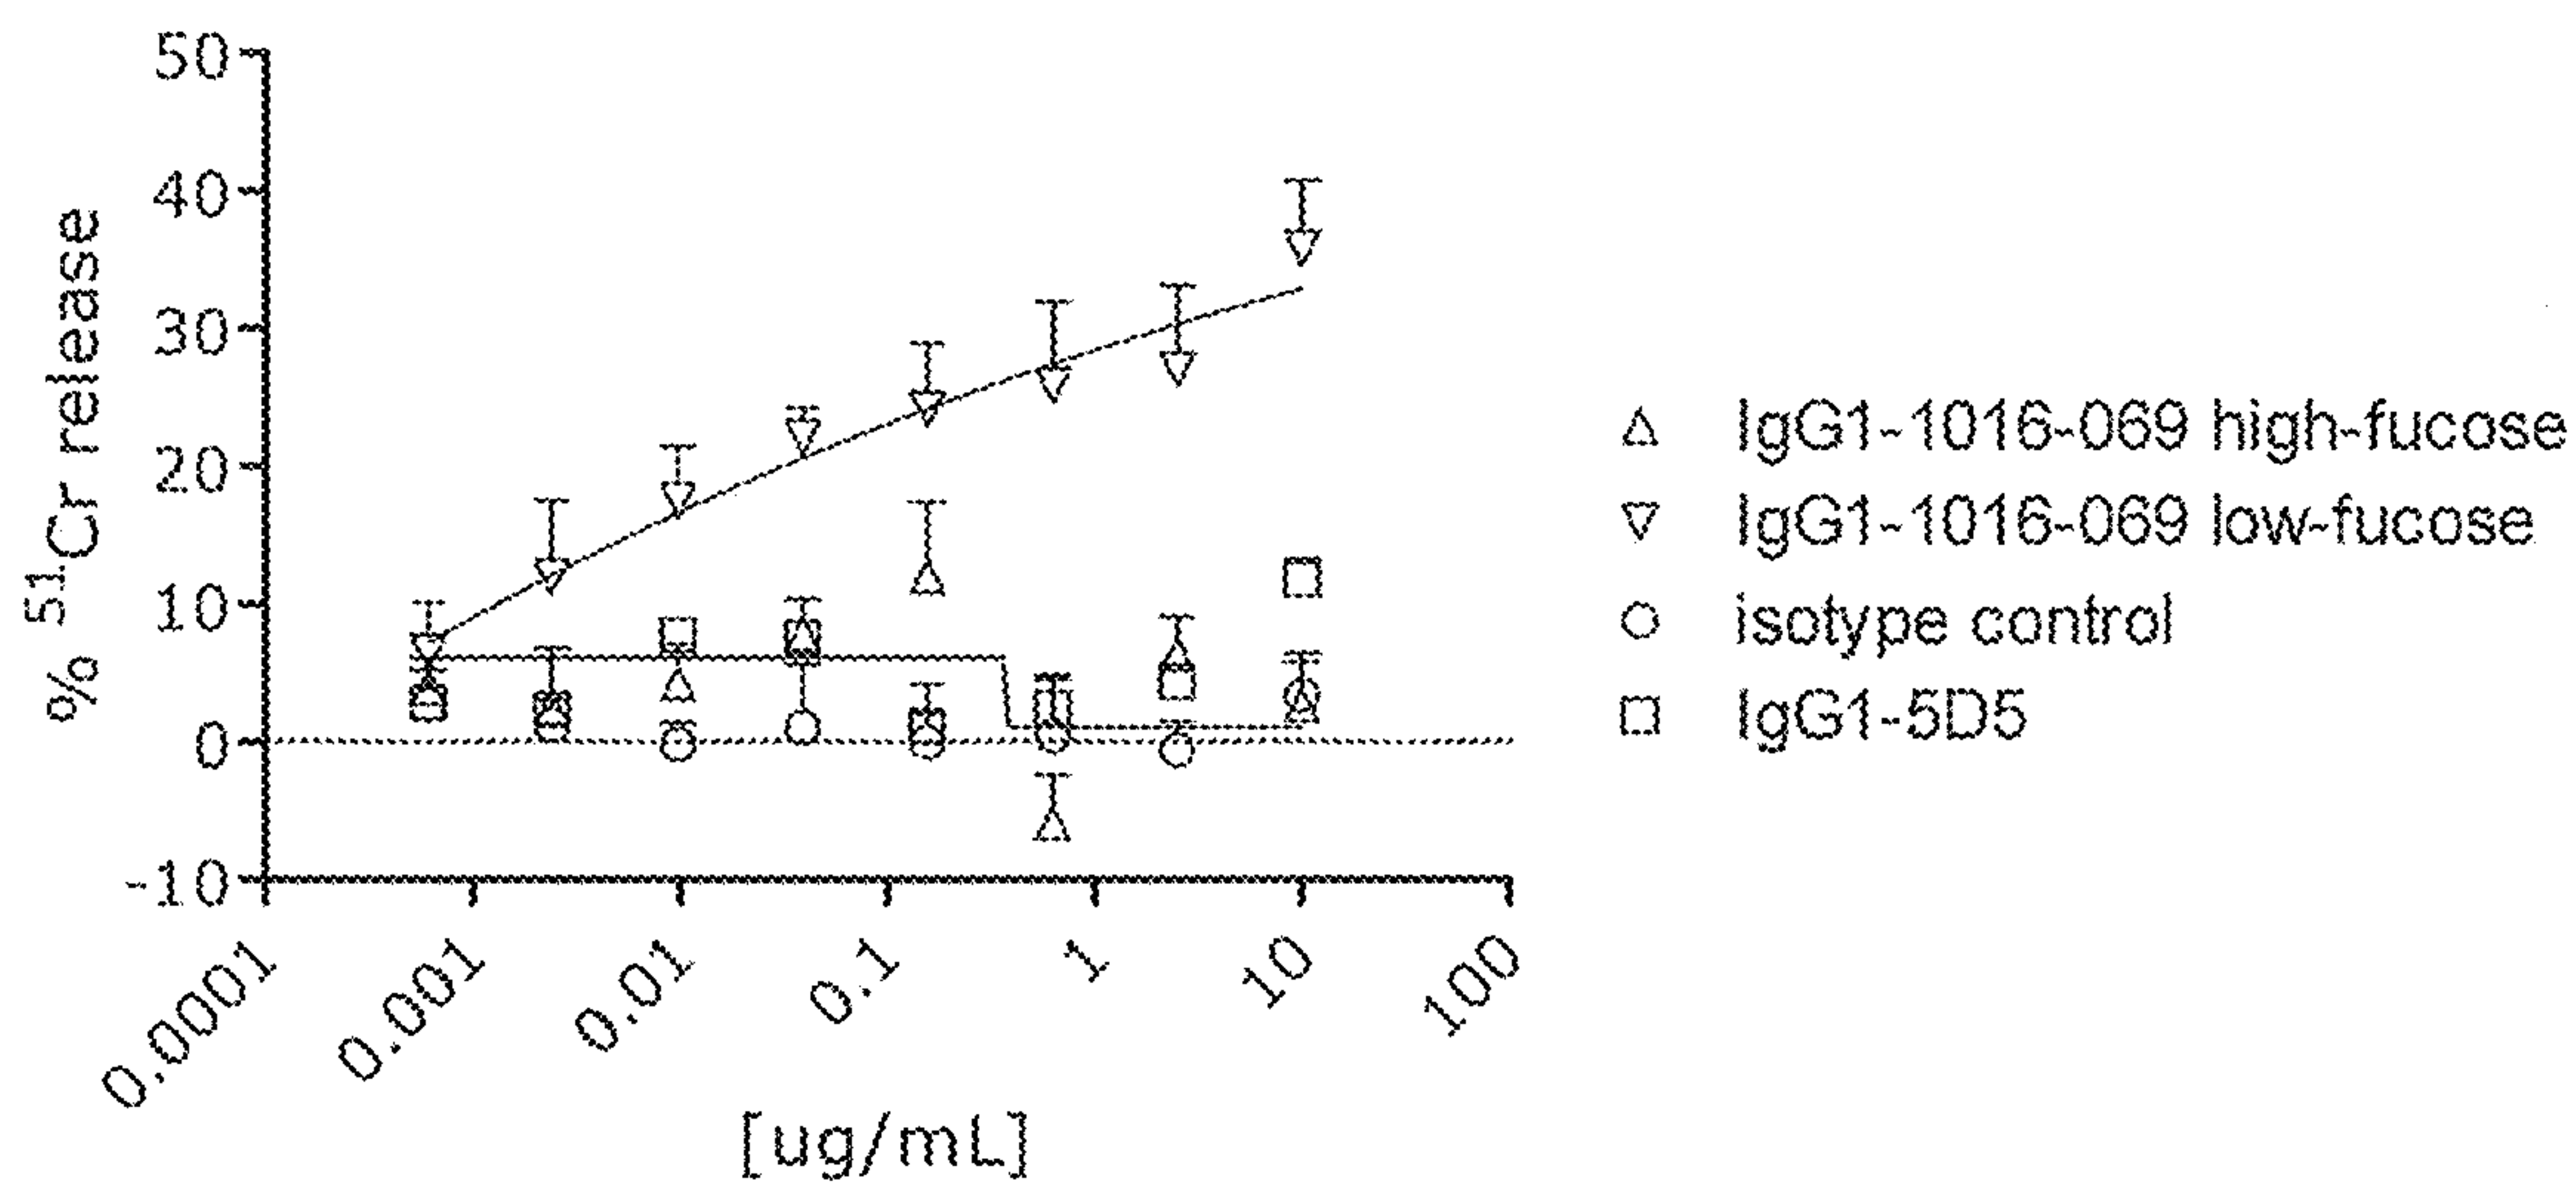 % ⁵¹Cr release
50
40
30
20
10
0
-10
0.0001
0.001
0.01
0.1
1
10
100
[ug/mL]
IgG1-1016-069 high-fucose
IgG1-1016-069 low-fucose
isotype control
IgG1-5D5